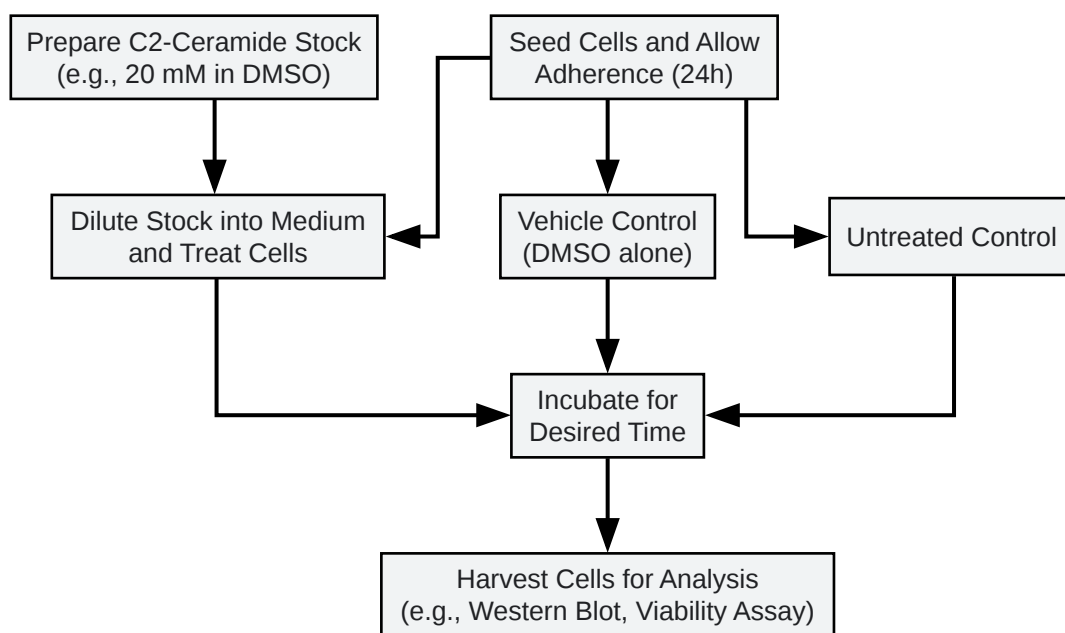 Prepare C2-Ceramide Stock
(e.g., 20 mM in DMSO)
Seed Cells and Allow
Adherence (24h)
Dilute Stock into Medium
and Treat Cells
Vehicle Control
(DMSO alone)
Untreated Control
Incubate for
Desired Time
Harvest Cells for Analysis
(e.g., Western Blot, Viability Assay)